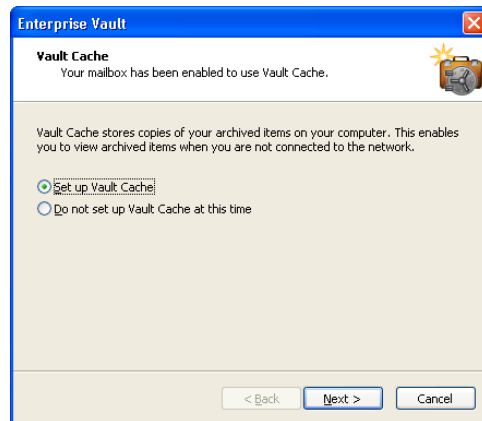 Enterprise Vault
Vault Cache
Your mailbox has been enabled to use Vault Cache.
Vault Cache stores copies of your archived items on your computer. This enables
you to view archived items when you are not connected to the network.
Set up Vault Cache
Do not set up Vault Cache at this time
< Back
Next >
Cancel